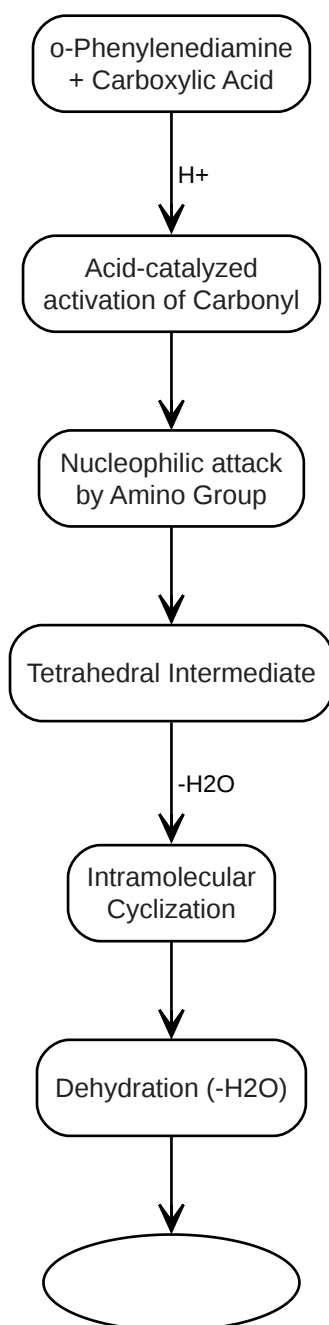 o-Phenylenediamine
+ Carboxylic Acid
H+
Acid-catalyzed
activation of Carbonyl
Nucleophilic attack
by Amino Group
Tetrahedral Intermediate
-H2O
Intramolecular
Cyclization
Dehydration (-H2O)